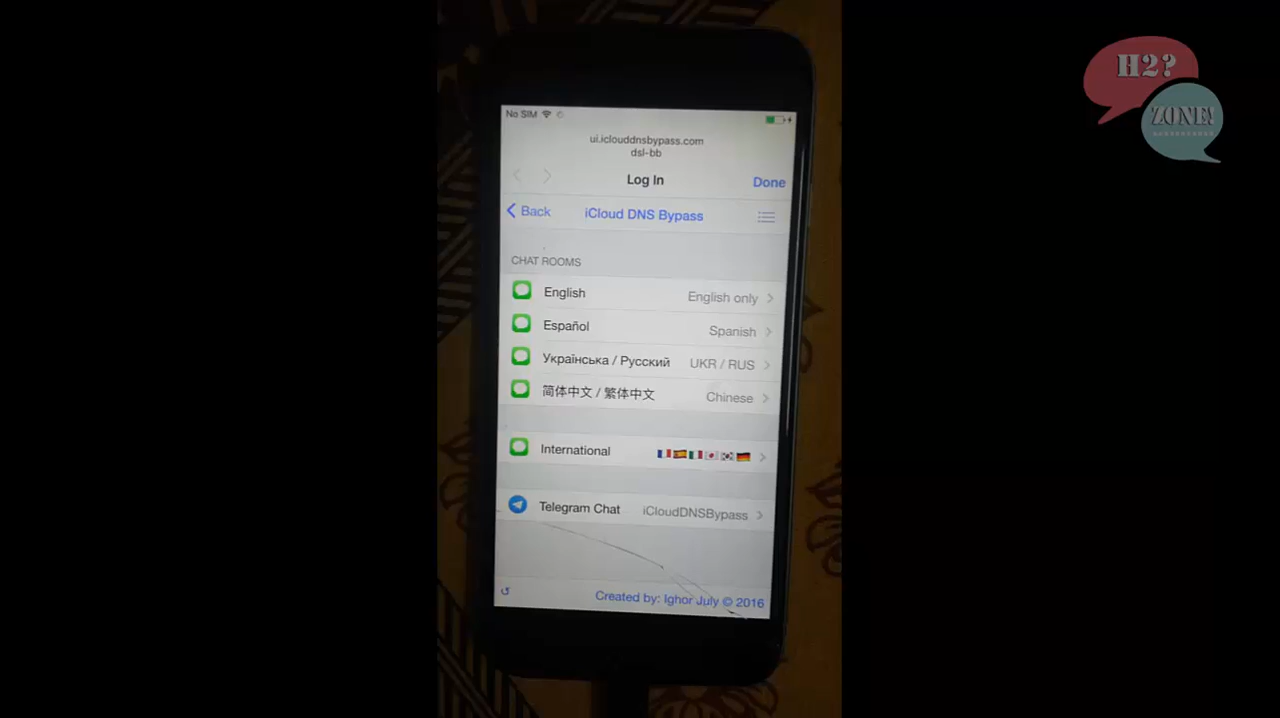 H2?
ZONE!
No SIM
ui.iclouddnsbypass.com
dsl-bb
Log In
Done
Back
iCloud DNS Bypass
CHAT ROOMS
English
English only
Español
Spanish
Українська / Русский
UKR / RUS
简体中文 / 繁体中文
Chinese
International
Telegram Chat
iCloudDNSBypass
Created by: Ighor July © 2016